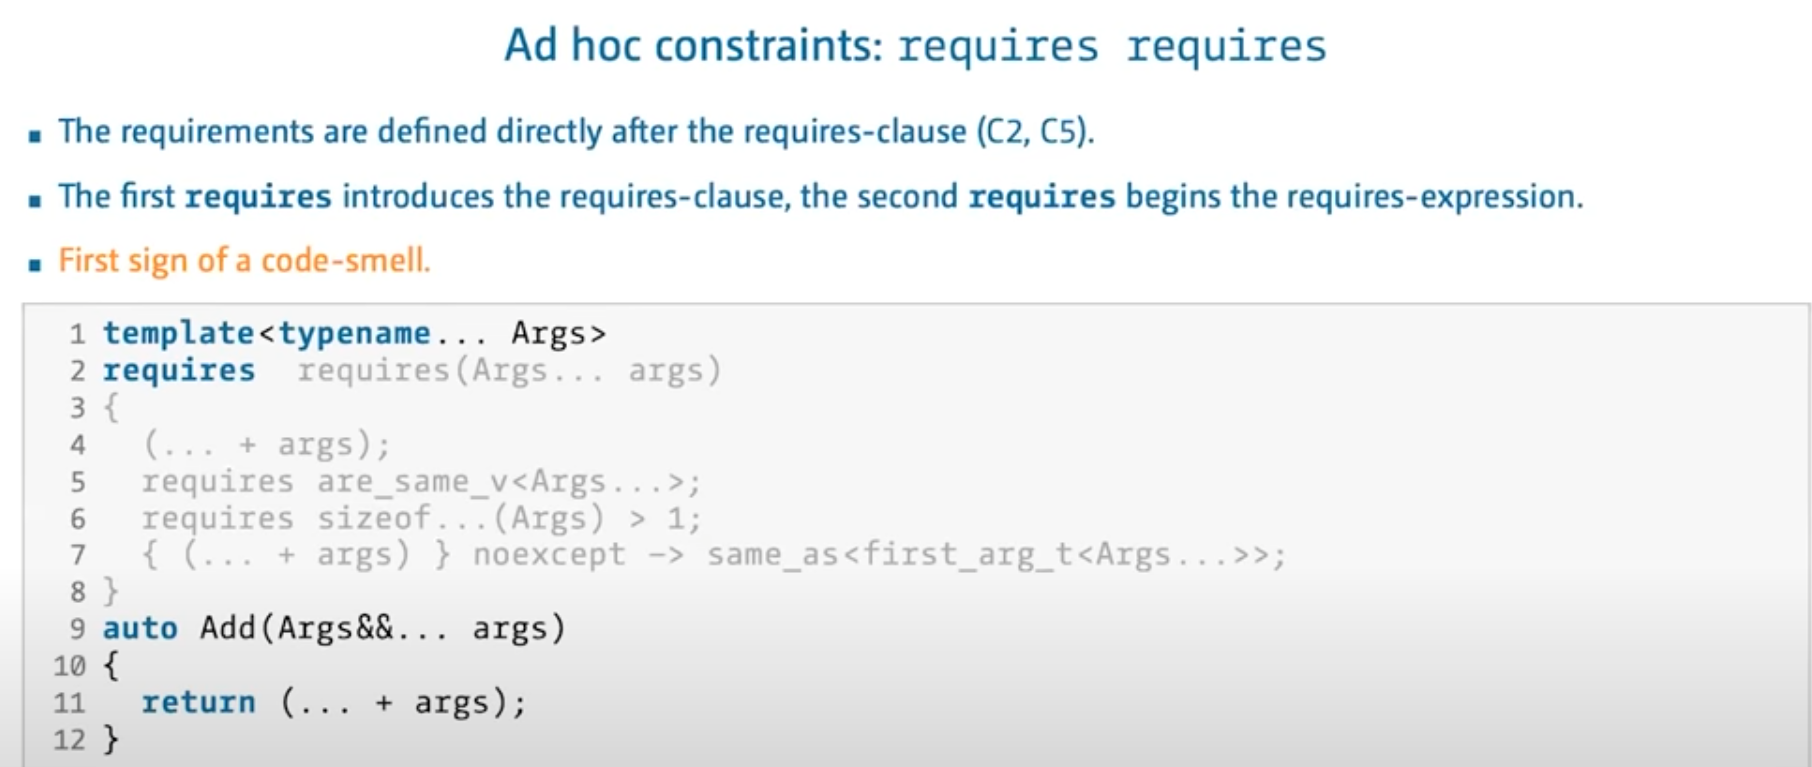 Ad hoc constraints: requires requires
▪ The requirements are defined directly after the requires-clause (C2, C5).
▪ The first requires introduces the requires-clause, the second requires begins the requires-expression.
▪ First sign of a code-smell.
1 template<typename... Args>
2 requires  requires(Args... args)
3 {
4   (... + args);
5   requires are_same_v<Args...>;
6   requires sizeof...(Args) > 1;
7   { (... + args) } noexcept -> same_as<first_arg_t<Args...>>;
8 }
9 auto Add(Args&&... args)
10 {
11   return (... + args);
12 }